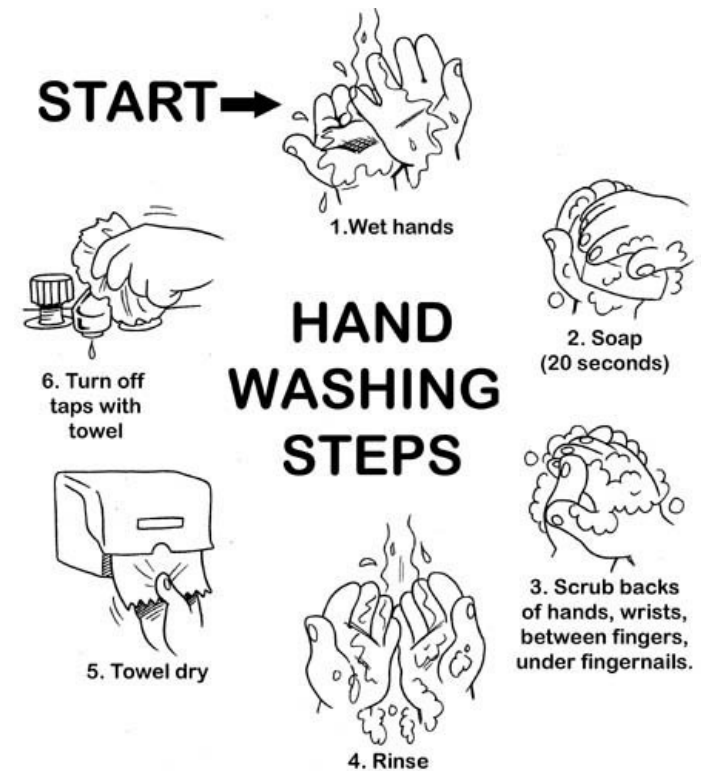 START
1.Wet hands
2. Soap
(20 seconds)
3. Scrub backs
of hands, wrists,
between fingers,
under fingernails.
4. Rinse
5. Towel dry
6. Turn off
taps with
towel
HAND
WASHING
STEPS